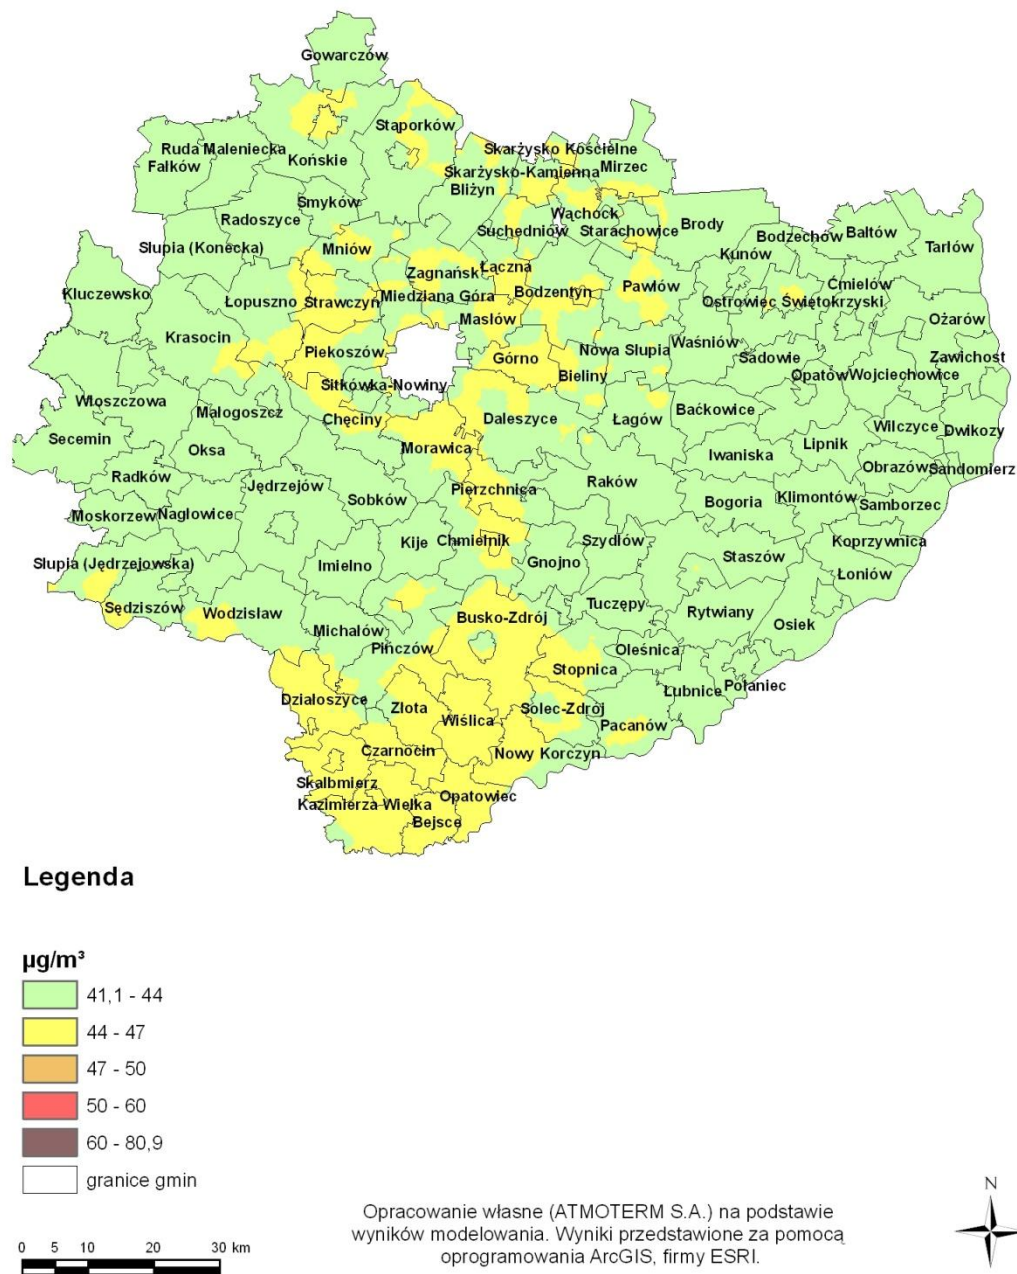 Gowarczów
Stąporków
Ruda Maleniecka
Fałków
Końskie
Skarżysko Kościelne
Mirzec
Skarżysko-Kamienna
Bliżyn
Smyków
Radoszyce
Wąchock
Suchedniów
Starachowice
Brody
Słupia (Konecka)
Mniów
Kunów
Bodzechów
Bałtów
Tarłów
Kluczewsko
Łopuszno
Strawczyn
Zagnańsk
Łączna
Miedziana Góra
Bodzentyn
Pawłów
Ćmielów
Ostrowiec Świętokrzyski
Krasocin
Masłów
Ożarów
Piekoszów
Górno
Nowa Słupia
Waśniów
Sadowie
Zawichost
Bieliny
Opatów
Wojciechowice
Sitkówka-Nowiny
Włoszczowa
Małogoszcz
Chęciny
Daleszyce
Łagów
Baćkowice
Wilczyce
Dwikozy
Secemin
Oksa
Morawica
Iwaniska
Lipnik
Obrazów
Sandomierz
Radków
Jędrzejów
Sobków
Pierzchnica
Raków
Bogoria
Klimontów
Samborzec
Moskorzew
Nagłowice
Kije
Chmielnik
Szydłów
Koprzywnica
Słupia (Jędrzejowska)
Imielno
Gnojno
Staszów
Łoniów
Sędziszów
Wodzisław
Tuczępy
Rytwiany
Osiek
Michałów
Busko-Zdrój
Pińczów
Oleśnica
Stopnica
Działoszyce
Złota
Solec-Zdrój
Łubnice
Połaniec
Wiślica
Pacanów
Czarnocin
Nowy Korczyn
Skalbmierz
Kazimierza Wielka
Opatowiec
Bejsce
Legenda
µg/m³
41,1 - 44
44 - 47
47 - 50
50 - 60
60 - 80,9
granice gmin
0 5 10 20 30 km
Opracowanie własne (ATMOTERM S.A.) na podstawie
wyników modelowania. Wyniki przedstawione za pomocą
oprogramowania ArcGIS, firmy ESRI.
N